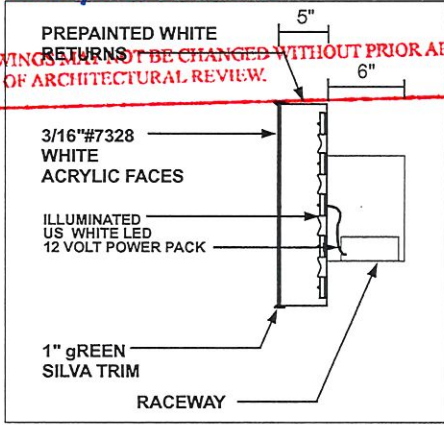 PREPAINTED WHITE
RETURNS
5"
WINGS MAY NOT BE CHANGED WITHOUT PRIOR
OF ARCHITECTURAL REVIEW.
6"
3/16"#7328
WHITE
ACRYLIC FACES
ILLUMINATED
US WHITE LED
12 VOLT POWER PACK
1" gREEN
SILVA TRIM
RACEWAY